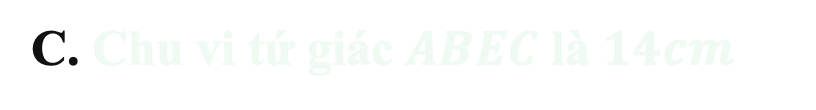 C. Chu vi tứ giác ABEC là 14cm